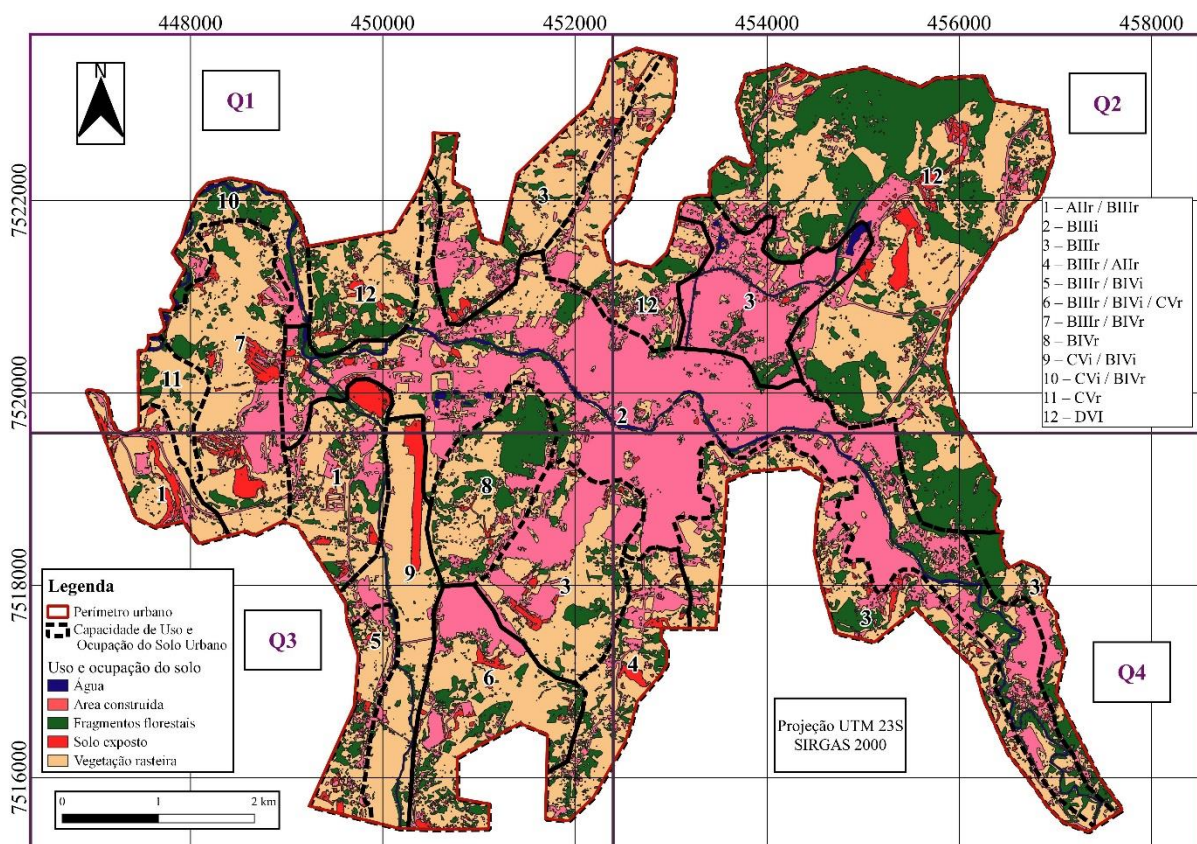 448000 450000 452000 454000 456000 458000
N
Q1
Q2
7522000
7520000
7518000
7516000
10
12
3
12
3
12
7
11
2
1
1
8
9
3
5
6
4
3
3
1 – AIIr / BIIIr
2 – BIIIi
3 – BIIIr
4 – BIIIr / AIIr
5 – BIIIr / BIVi
6 – BIIIr / BIVi / CVr
7 – BIIIr / BIVr
8 – BIVr
9 – CVi / BIVi
10 – CVi / BIVr
11 – CVr
12 – DVI
Legenda
Perímetro urbano
Capacidade de Uso e
Ocupação do Solo Urbano
Uso e ocupação do solo
Água
Area construída
Fragmentos florestais
Solo exposto
Vegetação rasteira
0 1 2 km
Q3
Q4
Projeção UTM 23S
SIRGAS 2000